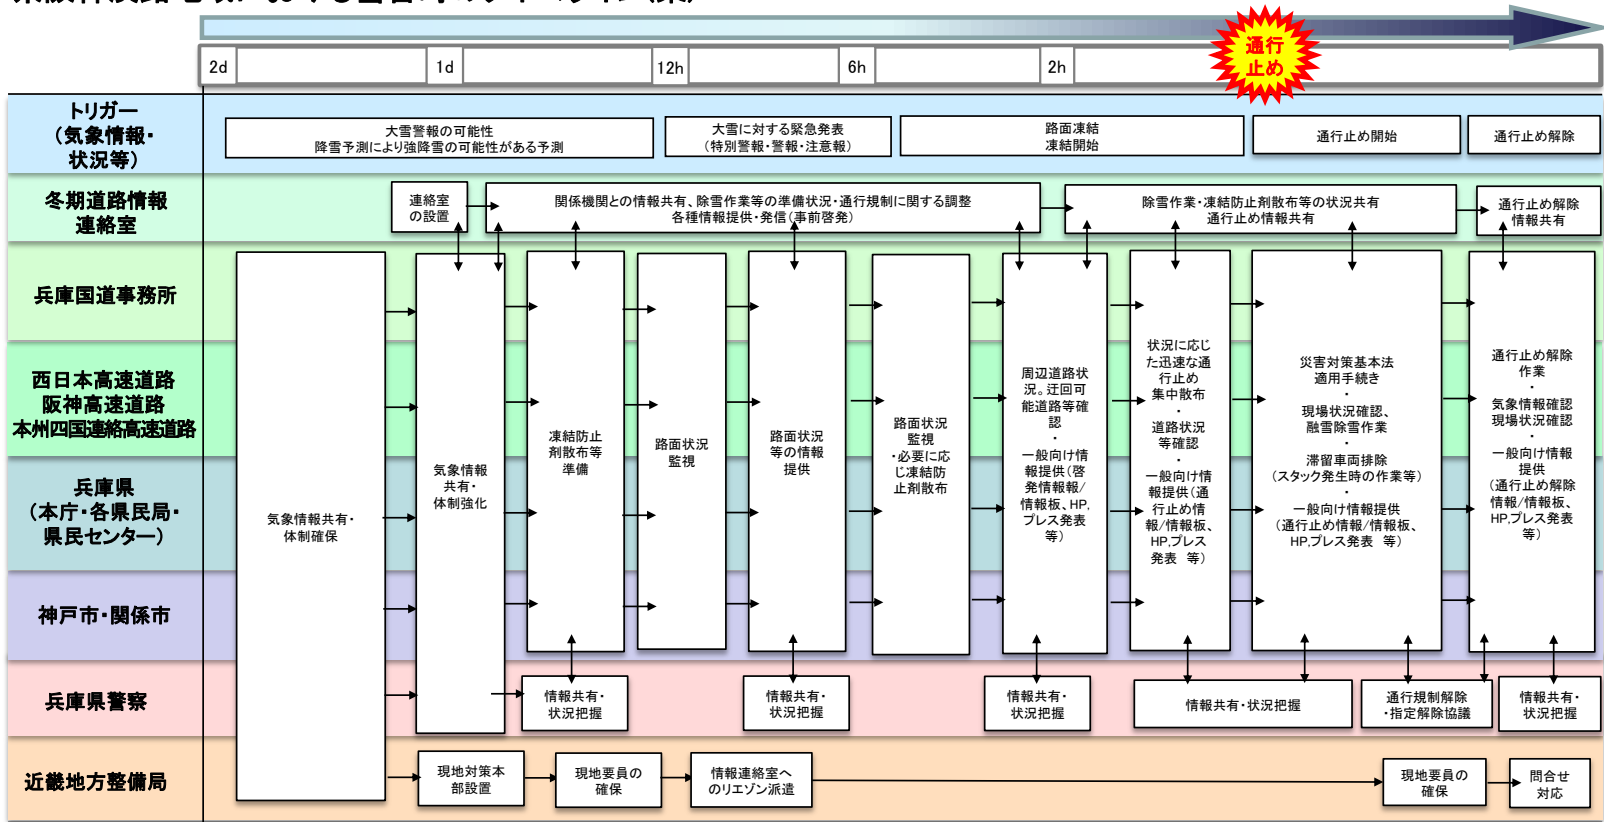 通行
止め
2d
1d
12h
6h
2h
トリガー
（気象情報・
状況等）
大雪警報の可能性
降雪予測により強降雪の可能性がある予測
大雪に対する緊急発表
（特別警報・警報・注意報）
路面凍結
凍結開始
通行止め開始
通行止め解除
冬期道路情報
連絡室
連絡室
の設置
関係機関との情報共有、除雪作業等の準備状況・通行規制に関する調整
各種情報提供・発信（事前啓発）
除雪作業・凍結防止剤散布等の状況共有
通行止め情報共有
通行止め解除
情報共有
兵庫国道事務所
西日本高速道路
阪神高速道路
本州四国連絡高速道路
兵庫県
（本庁・各県民局・
県民センター）
神戸市・関係市
兵庫県警察
近畿地方整備局
気象情報共有・
体制確保
気象情報
共有・
体制強化
凍結防止
剤散布等
準備
路面状況
監視
路面状況
等の情報
提供
路面状況
監視
・必要に応
じ凍結防
止剤散布
周辺道路状
況。迂回可
能道路等確
認
・
一般向け情
報提供（啓
発情報報/
情報板、HP,
プレス発表
等）
状況に応じ
た迅速な通
行止め
集中散布
・
道路状況
等確認
・
一般向け情
報提供（通
行止め情
報/情報板、
HP,プレス
発表 等）
災害対策基本法
適用手続き
・
現場状況確認、
融雪除雪作業
・
滞留車両排除
（スタック発生時の作業等）
・
一般向け情報提供
（通行止め情報/情報板、
HP,プレス発表 等）
通行止め解除
作業
・
気象情報確認
現場状況確認
・
一般向け情報
提供
（通行止め解除
情報/情報板、
HP,プレス発表
等）
情報共有・
状況把握
情報共有・
状況把握
情報共有・
状況把握
情報共有・状況把握
通行規制解除
・指定解除協議
情報共有・
状況把握
現地対策本
部設置
現地要員の
確保
情報連絡室へ
のリエゾン派遣
現地要員の
確保
問合せ
対応